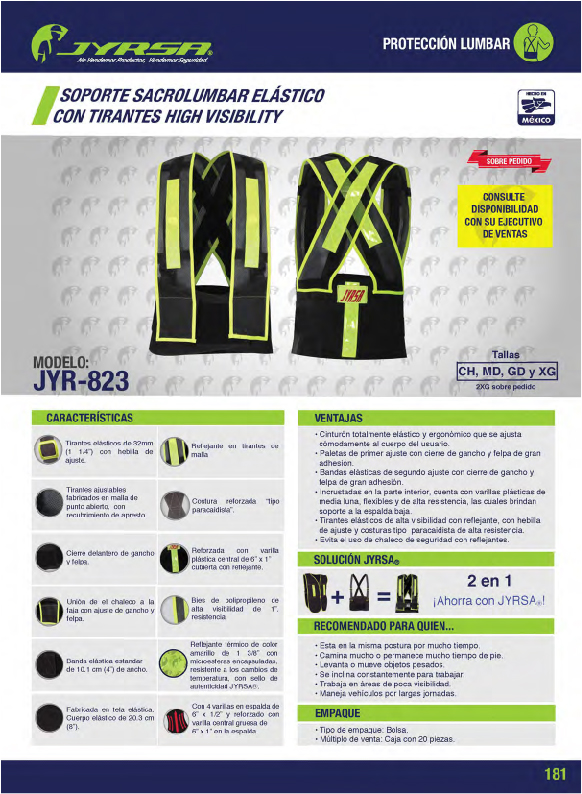 JYRSA®
No Vendemos Productos, Vendemos Seguridad
PROTECCIÓN LUMBAR
SOPORTE SACROLUMBAR ELÁSTICO
CON TIRANTES HIGH VISIBILITY
HECHO EN
MÉXICO
SOBRE PEDIDO
CONSULTE
DISPONIBILIDAD
CON SU EJECUTIVO
DE VENTAS
JYRSA
MODELO:
JYR-823
Tallas
CH, MD, GD y XG
2XG sobre pedido
CARACTERÍSTICAS
Tirantes elásticos de 32mm
(1 1.4") con hebilla de
ajuste.
Reflejante en tirantes de
malla
Tirantes ajustables
fabricados en malla de
punto abierto, con
recubrimiento de apresto
Costura reforzada "tipo
paracaidista".
Cierre delantero de gancho
y felpa.
Reforzada con varilla
plástica central de 6" x 1"
cubierta con reflejante.
Unión de el chaleco a la
faja con ajuste de gancho y
felpa.
Bies de polipropileno de
alta visibilidad de 1",
resistencia
Banda elástica estándar
de 10.1 cm (4") de ancho.
Reflejante térmico de color
amarillo de 1 3/8" con
microesferas encapsuladas,
resistente a los cambios de
temperatura, con sello de
autenticidad JYRSA®.
Fabricada en tela elástica.
Cuerpo elástico de 20.3 cm
(8").
Con 4 varillas en espalda de
6" x 1/2" y reforzado con
varilla central gruesa de
6" x 1" en la espalda
VENTAJAS
• Cinturón totalmente elástico y ergonómico que se ajusta
cómodamente al cuerpo del usuario.
• Paletas de primer ajuste con cierre de gancho y felpa de gran
adhesión.
• Bandas elásticas de segundo ajuste con cierre de gancho y
felpa de gran adhesión.
• Incrustadas en la parte interior, cuenta con varillas plásticas de
media luna, flexibles y de alta resistencia, las cuales brindan
soporte a la espalda baja.
• Tirantes elásticos de alta visibilidad con reflejante, con hebilla
de ajuste y costuras tipo paracaidista de alta resistencia.
• Evita el uso de chaleco de seguridad con reflejantes.
SOLUCIÓN JYRSA®
+ =
2 en 1
¡Ahorra con JYRSA®!
RECOMENDADO PARA QUIEN...
• Esta en la misma postura por mucho tiempo.
• Camina mucho o permanece mucho tiempo de pie.
• Levanta o mueve objetos pesados.
• Se inclina constantemente para trabajar
• Trabaja en áreas de poca visibilidad.
• Maneja vehículos por largas jornadas.
EMPAQUE
• Tipo de empaque: Bolsa.
• Múltiple de venta: Caja con 20 piezas.
181